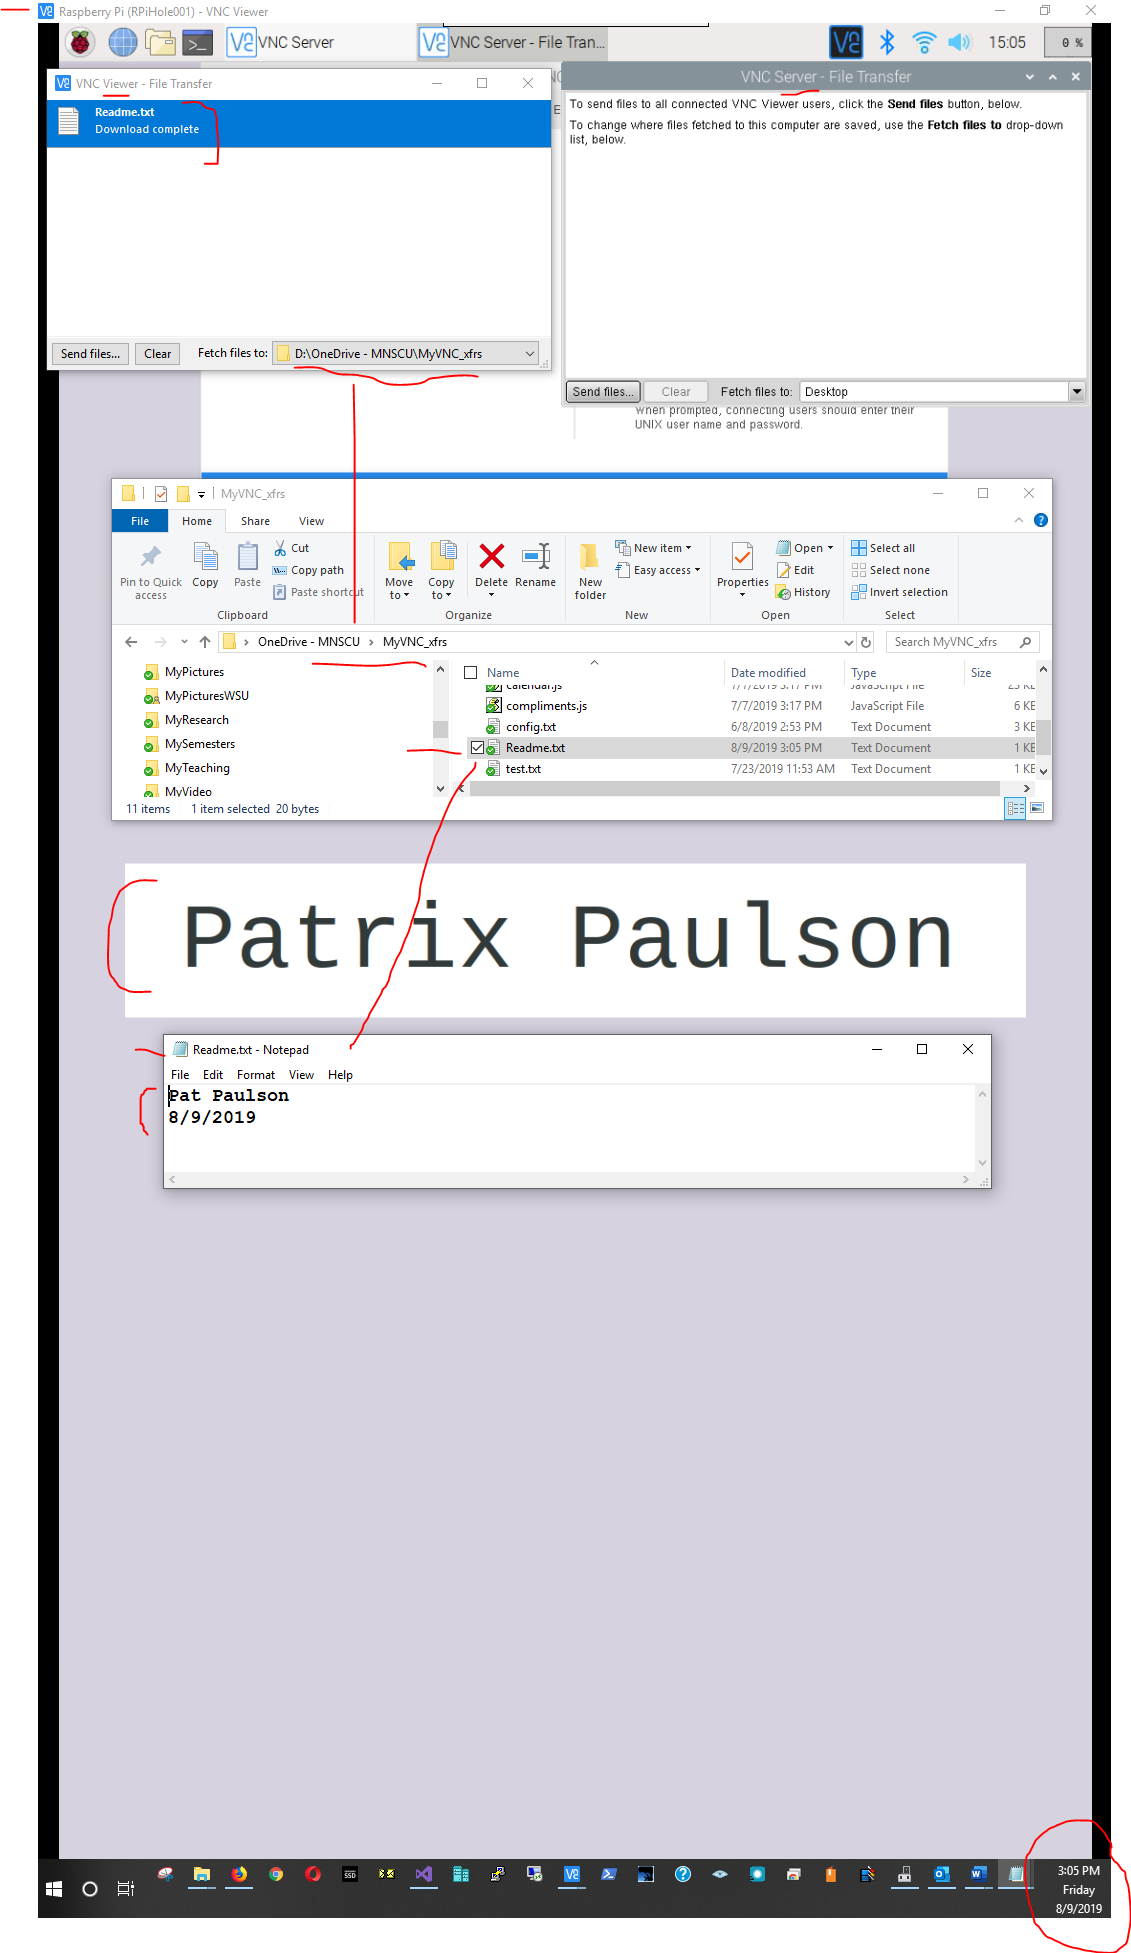 Raspberry Pi (RPiHole001) - VNC Viewer
VNC Server
VNC Server - File Tran...
15:05
0 %
VNC Viewer - File Transfer
Readme.txt
Download complete
Send files...
Clear
Fetch files to:
D:\OneDrive - MNSCU\MyVNC_xfrs
VNC Server - File Transfer
To send files to all connected VNC Viewer users, click the Send files button, below.
To change where files fetched to this computer are saved, use the Fetch files to drop-down
list, below.
Send files...
Clear
Fetch files to:
Desktop
When prompted, connecting users should enter their
UNIX user name and password.
MyVNC_xfrs
File
Home
Share
View
Pin to Quick
access
Copy
Paste
Cut
Copy path
Paste shortcut
Clipboard
Move
to
Copy
to
Delete
Rename
Organize
New
folder
New item
Easy access
New
Properties
Open
Edit
History
Open
Select all
Select none
Invert selection
Select
OneDrive - MNSCU
MyVNC_xfrs
Search MyVNC_xfrs
MyPictures
MyPicturesWSU
MyResearch
MySemesters
MyTeaching
MyVideo
Name Date modified Type Size
calendar.js 7/7/2019 3:17 PM JavaScript File 23 KB
compliments.js 7/7/2019 3:17 PM JavaScript File 6 KB
config.txt 6/8/2019 2:53 PM Text Document 3 KB
Readme.txt 8/9/2019 3:05 PM Text Document 1 KB
test.txt 7/23/2019 11:53 AM Text Document 1 KB
11 items 1 item selected 20 bytes
Patrix Paulson
Readme.txt - Notepad
File Edit Format View Help
Pat Paulson
8/9/2019
SSD
3:05 PM
Friday
8/9/2019